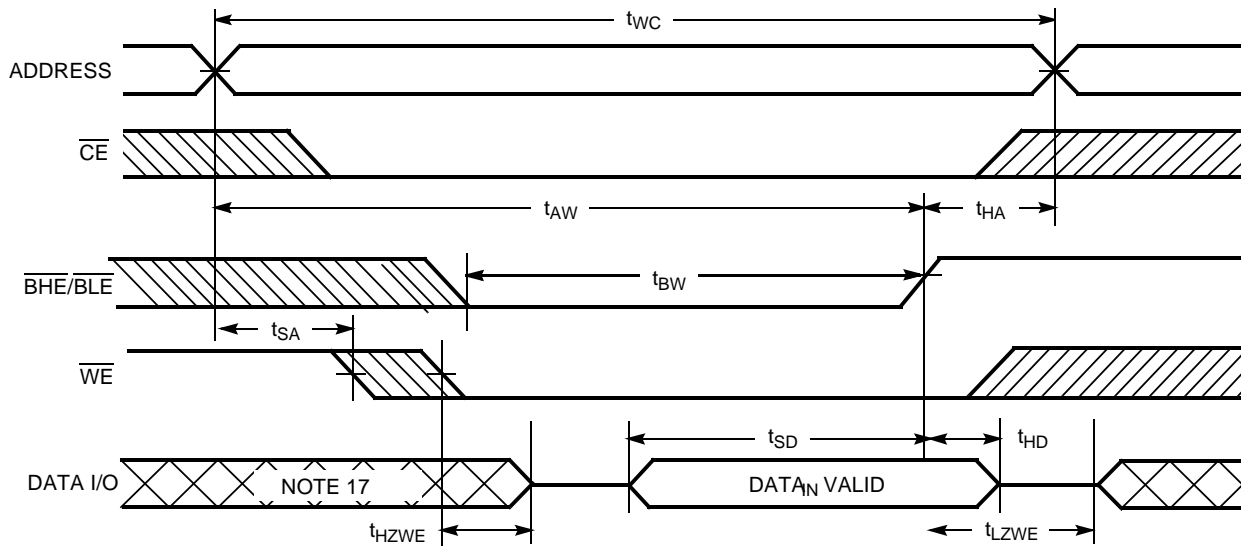 tWC
ADDRESS
CE
tAW
tHA
BHE/BLE
tBW
tSA
WE
tSD
tHD
DATA I/O
NOTE 17
DATAIN VALID
tHZWE
tLZWE